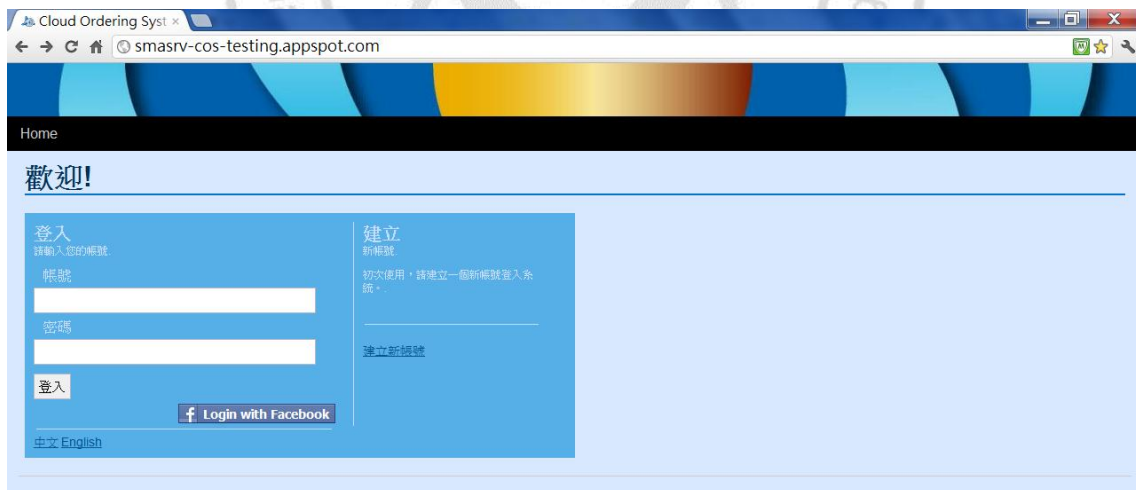 Cloud Ordering Syst
smasrv-cos-testing.appspot.com
Home
歡迎!
登入
請輸入您的帳號.
帳號
密碼
登入
Login with Facebook
中文 English
建立
新帳號.
初次使用，請建立一個新帳號登入系
統。.
建立新帳號